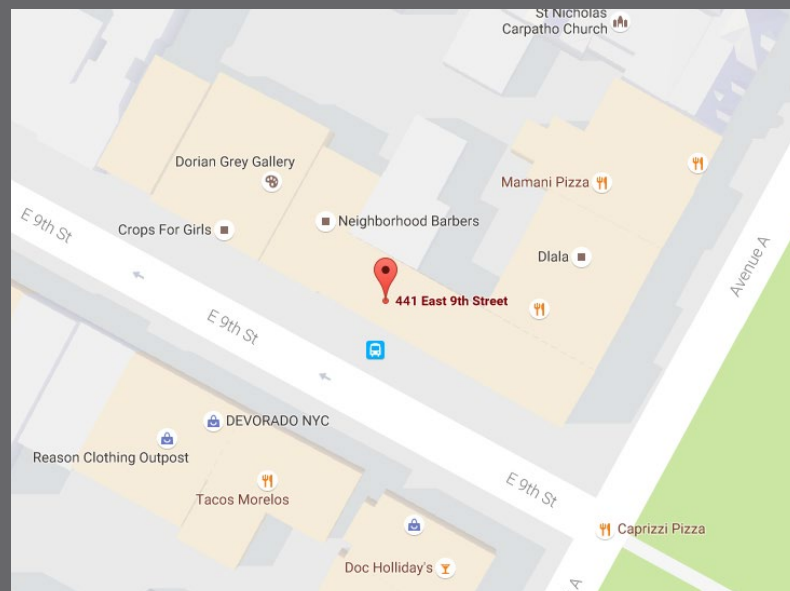 St Nicholas
Carpatho Church
Dorian Grey Gallery
Mamani Pizza
E 9th St
Crops For Girls
Neighborhood Barbers
Dlala
Avenue A
441 East 9th Street
E 9th St
DEVORADO NYC
Reason Clothing Outpost
Tacos Morelos
E 9th St
Caprizzi Pizza
Doc Holliday's
A